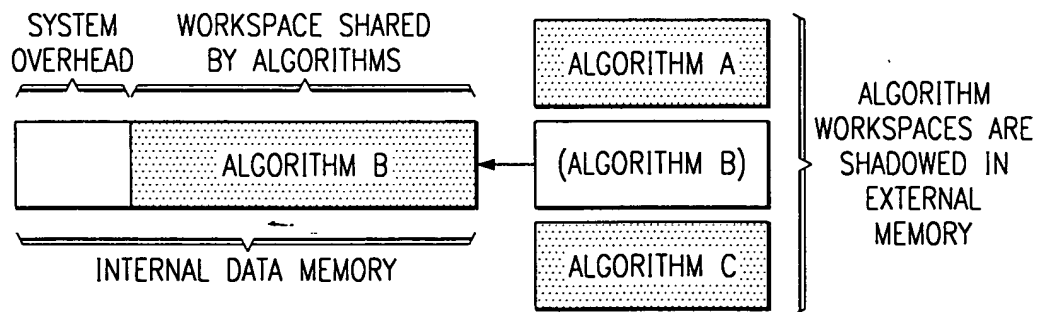 SYSTEM
OVERHEAD
WORKSPACE SHARED
BY ALGORITHMS
ALGORITHM B
INTERNAL DATA MEMORY
ALGORITHM A
(ALGORITHM B)
ALGORITHM C
ALGORITHM
WORKSPACES ARE
SHADOWED IN
EXTERNAL
MEMORY